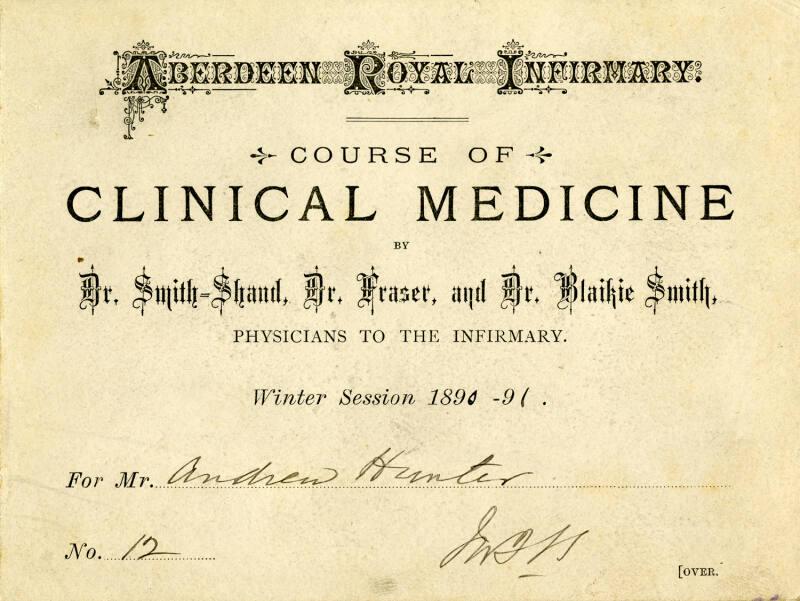 ABERDEEN ROYAL INFIRMARY.
COURSE OF
CLINICAL MEDICINE
BY
Dr. Smith-Shand, Dr. Fraser, and Dr. Blaikie Smith,
PHYSICIANS TO THE INFIRMARY.
Winter Session 1890-91.
For Mr. Andrew Hunter
No. 12
[OVER.